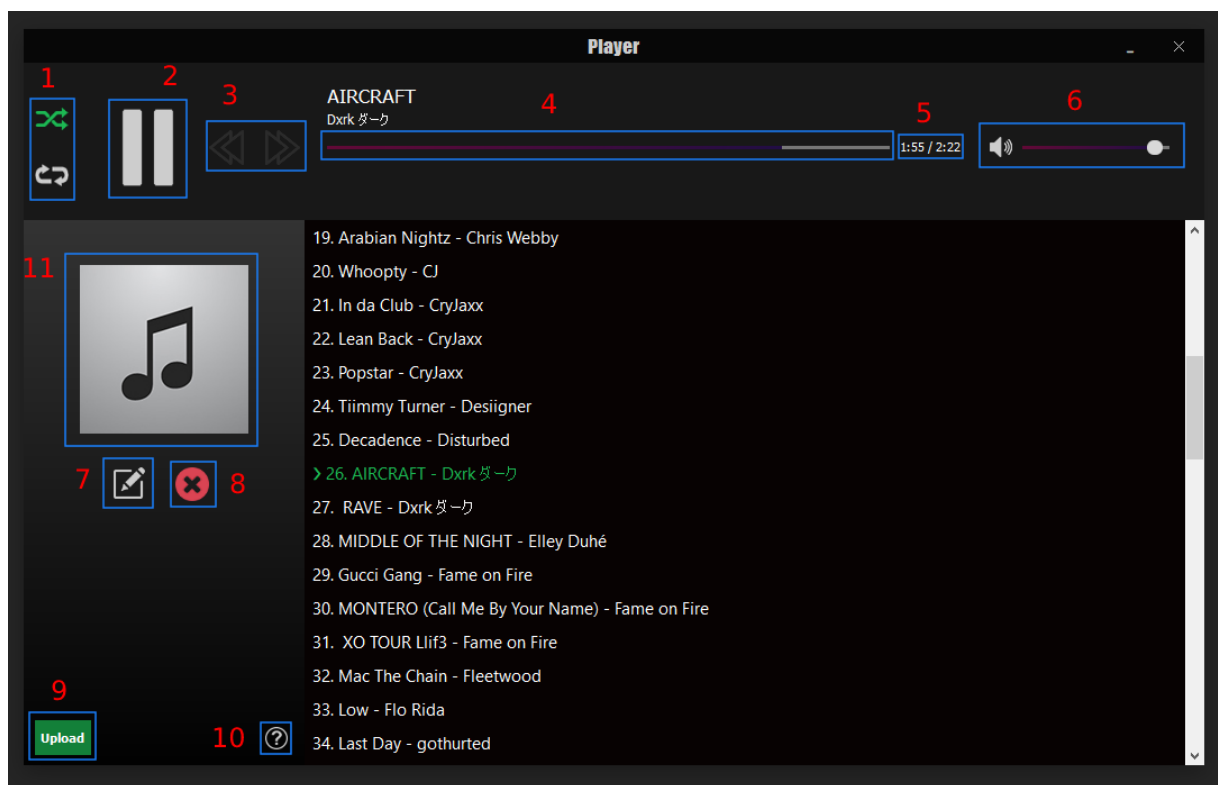 Player
1
2
3
AIRCRAFT
Dxrk ダーク
4
5
6
1:55 / 2:22
11
19. Arabian Nightz - Chris Webby
20. Whoopty - CJ
21. In da Club - CryJaxx
22. Lean Back - CryJaxx
23. Popstar - CryJaxx
24. Tiimmy Turner - Desiigner
25. Decadence - Disturbed
❯ 26. AIRCRAFT - Dxrk ダーク
27.  RAVE - Dxrk ダーク
28. MIDDLE OF THE NIGHT - Elley Duhé
29. Gucci Gang - Fame on Fire
30. MONTERO (Call Me By Your Name) - Fame on Fire
31.  XO TOUR Llif3 - Fame on Fire
32. Mac The Chain - Fleetwood
33. Low - Flo Rida
34. Last Day - gothurted
7
8
9
Upload
10
?